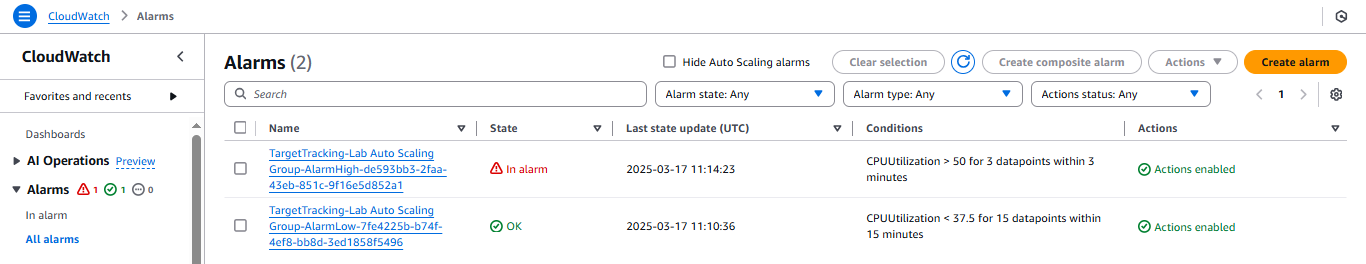 CloudWatch > Alarms
CloudWatch
Favorites and recents
Dashboards
AI Operations Preview
Alarms 1 1 0
In alarm
All alarms
Alarms (2)
Hide Auto Scaling alarms
Clear selection
Create composite alarm
Actions
Create alarm
Search
Alarm state: Any
Alarm type: Any
Actions status: Any
1
Name State Last state update (UTC) Conditions Actions
TargetTracking-Lab Auto Scaling
Group-AlarmHigh-de593bb3-2faa-
43eb-851c-9f16e5d852a1
In alarm
2025-03-17 11:14:23
CPUUtilization > 50 for 3 datapoints within 3
minutes
Actions enabled
TargetTracking-Lab Auto Scaling
Group-AlarmLow-7fe4225b-b74f-
4ef8-bb8d-3ed1858f5496
OK
2025-03-17 11:10:36
CPUUtilization < 37.5 for 15 datapoints within
15 minutes
Actions enabled